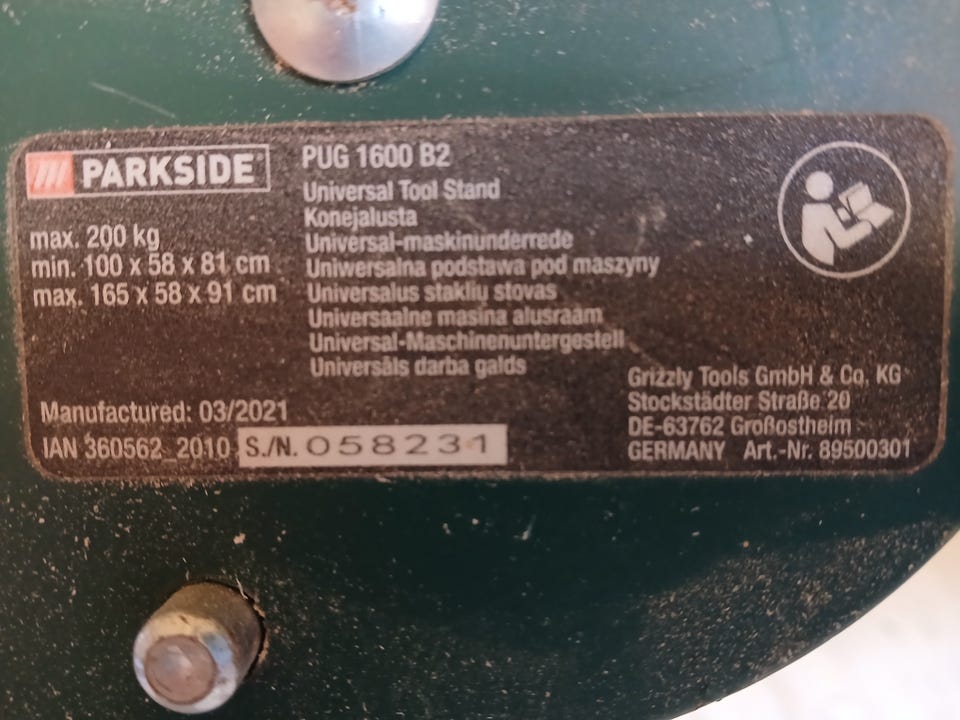 PARKSIDE
max. 200 kg
min. 100 x 58 x 81 cm
max. 165 x 58 x 91 cm
PUG 1600 B2
Universal Tool Stand
Konejalusta
Universal-maskinunderrede
Uniwersalna podstawa pod maszyny
Universalus staklių stovas
Universaalne masina alusraam
Universal-Maschinenuntergestell
Universāls darba galds
Manufactured: 03/2021
IAN 360562_2010 S./N. 058231
Grizzly Tools GmbH & Co. KG
Stockstädter Straße 20
DE-63762 Großostheim
GERMANY Art.-Nr. 89500301